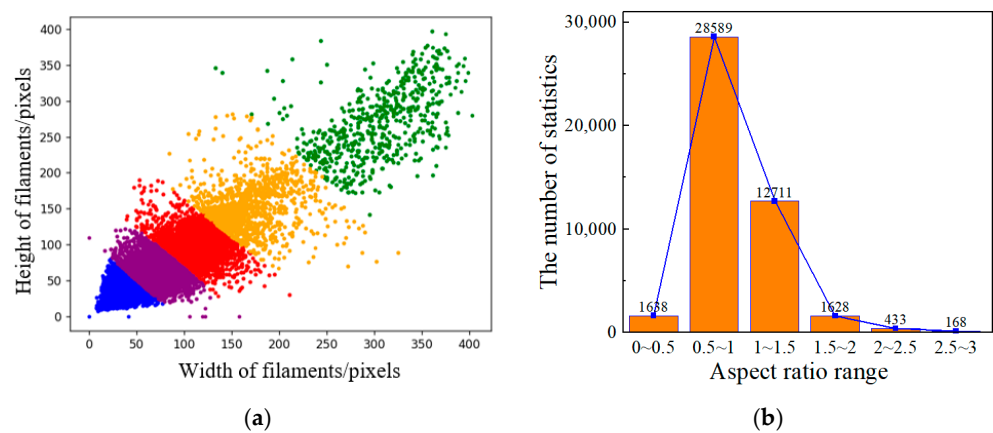 Height of filaments/pixels
400
350
300
250
200
150
100
50
0
0 50 100 150 200 250 300 350 400
Width of filaments/pixels
(a)
The number of statistics
30,000
20,000
10,000
0
1638
28589
12711
1628
433
168
0~0.5 0.5~1 1~1.5 1.5~2 2~2.5 2.5~3
Aspect ratio range
(b)